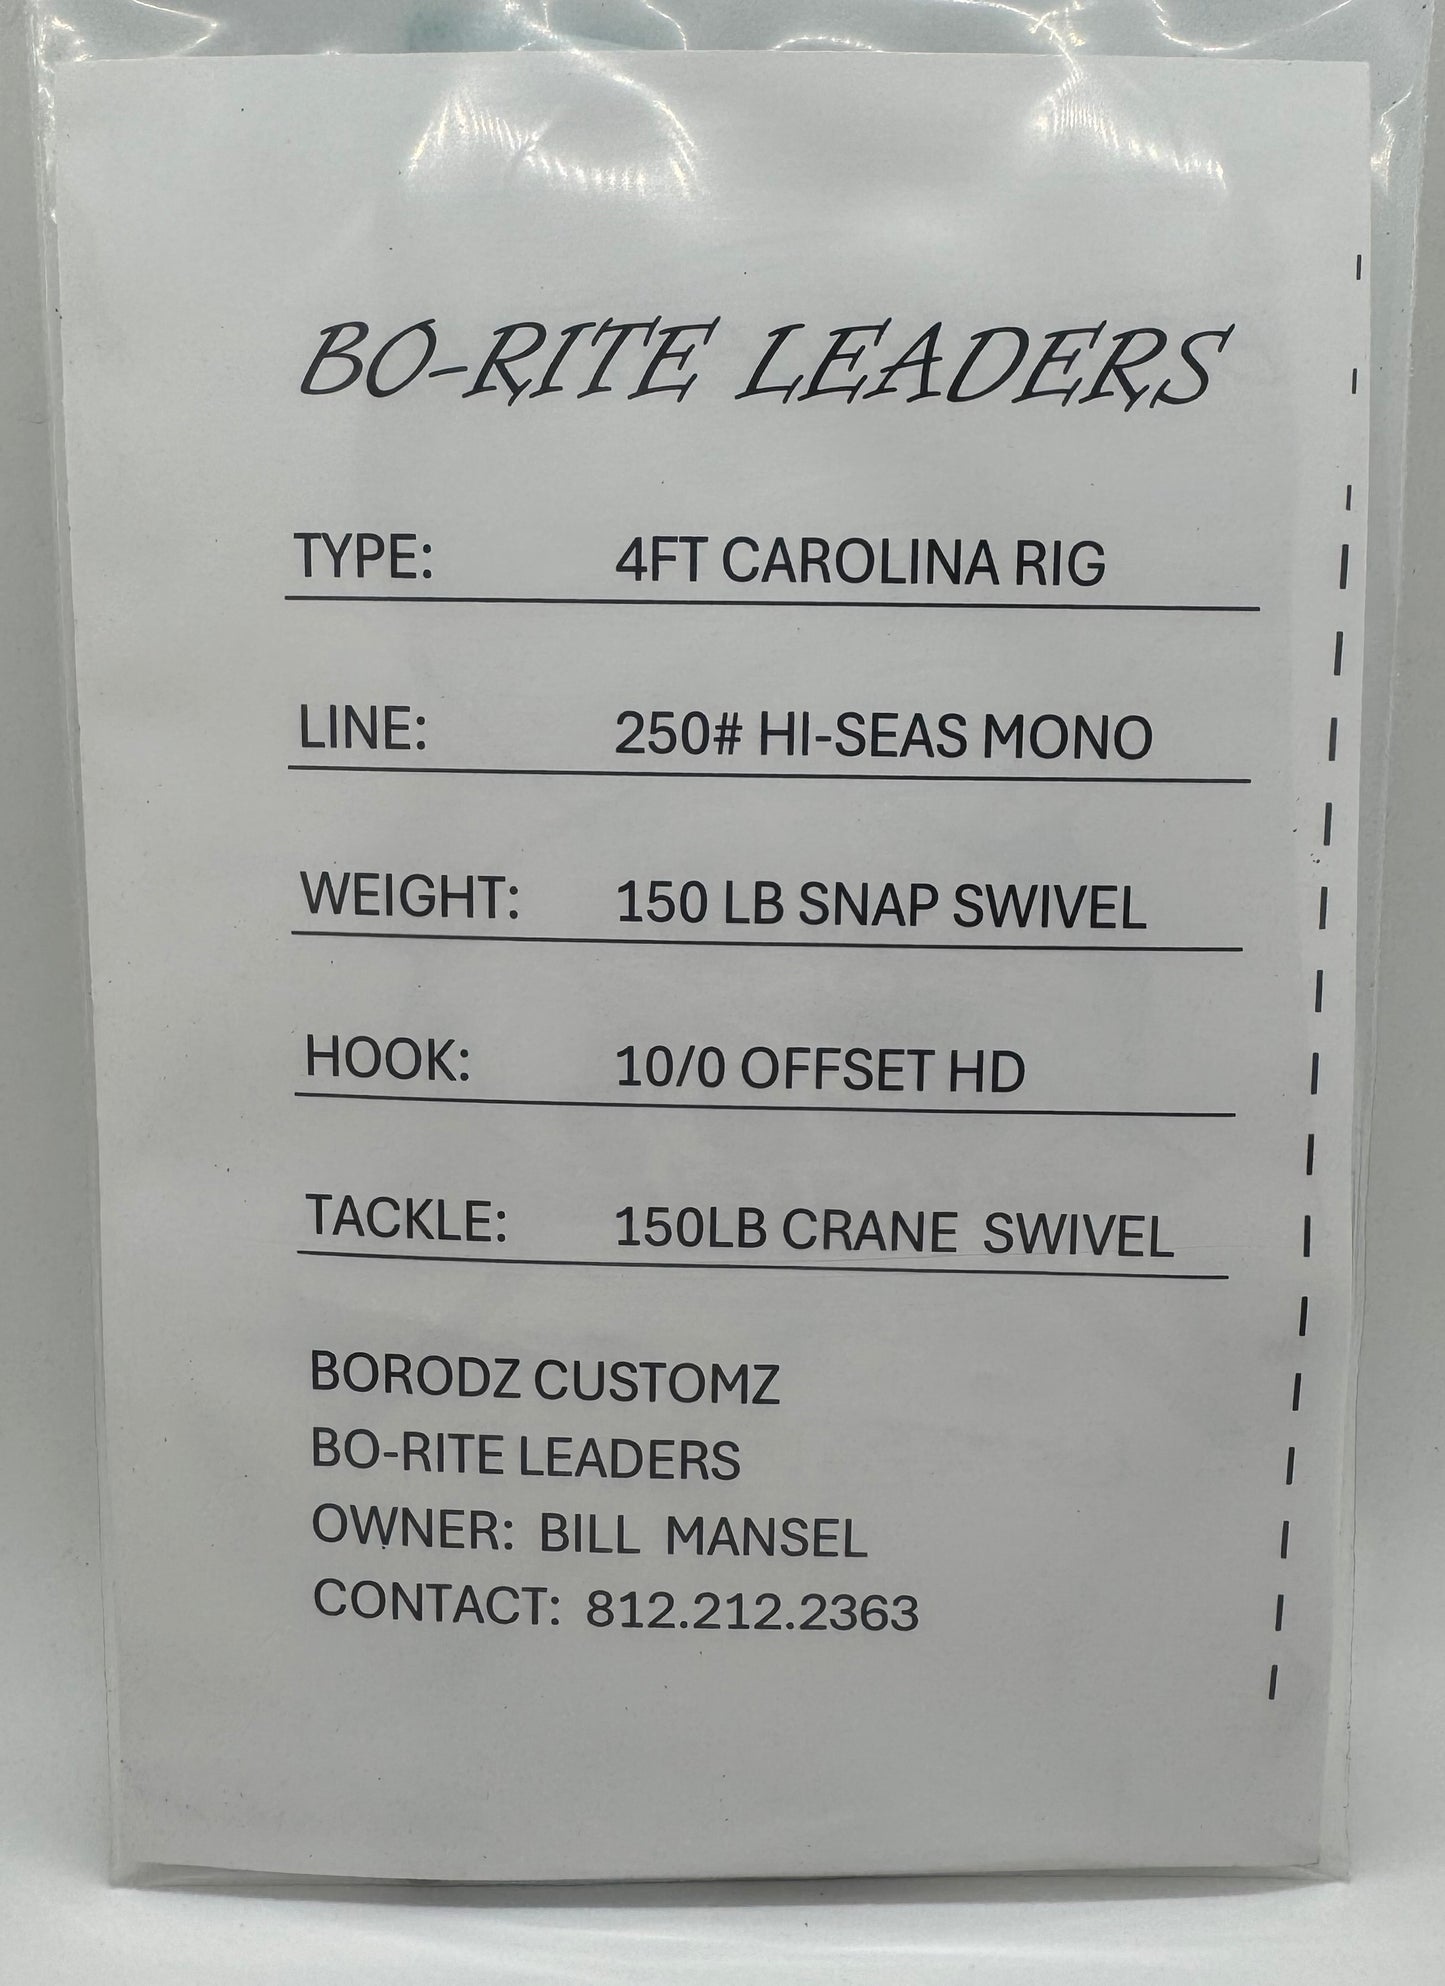 BO-RITE LEADERS
TYPE: 4FT CAROLINA RIG
LINE: 250# HI-SEAS MONO
WEIGHT: 150 LB SNAP SWIVEL
HOOK: 10/0 OFFSET HD
TACKLE: 150LB CRANE SWIVEL
BORODZ CUSTOMZ
BO-RITE LEADERS
OWNER: BILL MANSEL
CONTACT: 812.212.2363